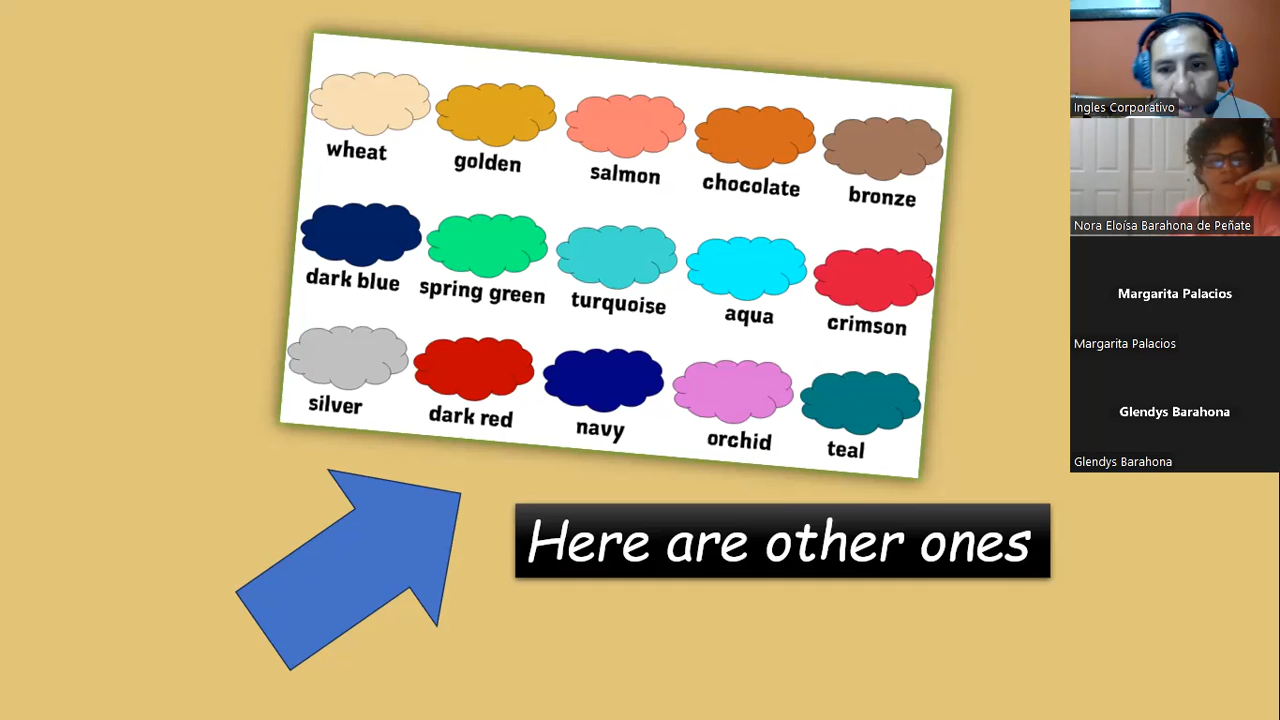 wheat golden salmon chocolate bronze
dark blue spring green turquoise aqua crimson
silver dark red navy orchid teal
Here are other ones
Ingles Corporativo
Nora Eloísa Barahona de Peñate
Margarita Palacios
Margarita Palacios
Glendys Barahona
Glendys Barahona